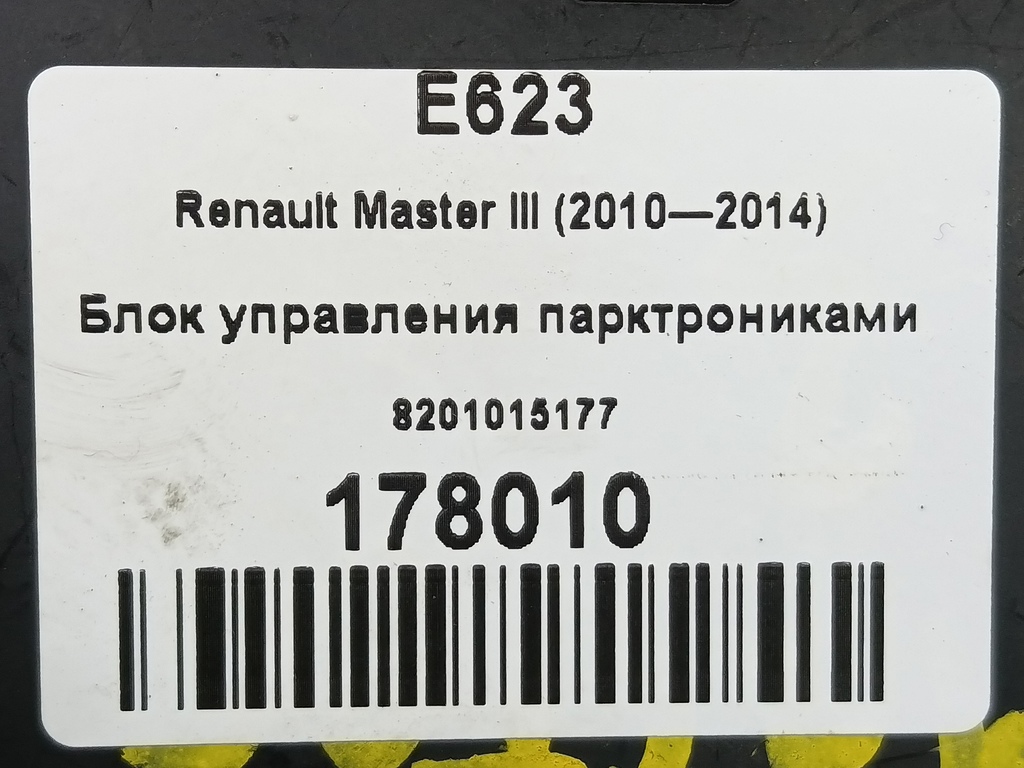 E623
Renault Master III (2010—2014)
Блок управления парктрониками
8201015177
178010